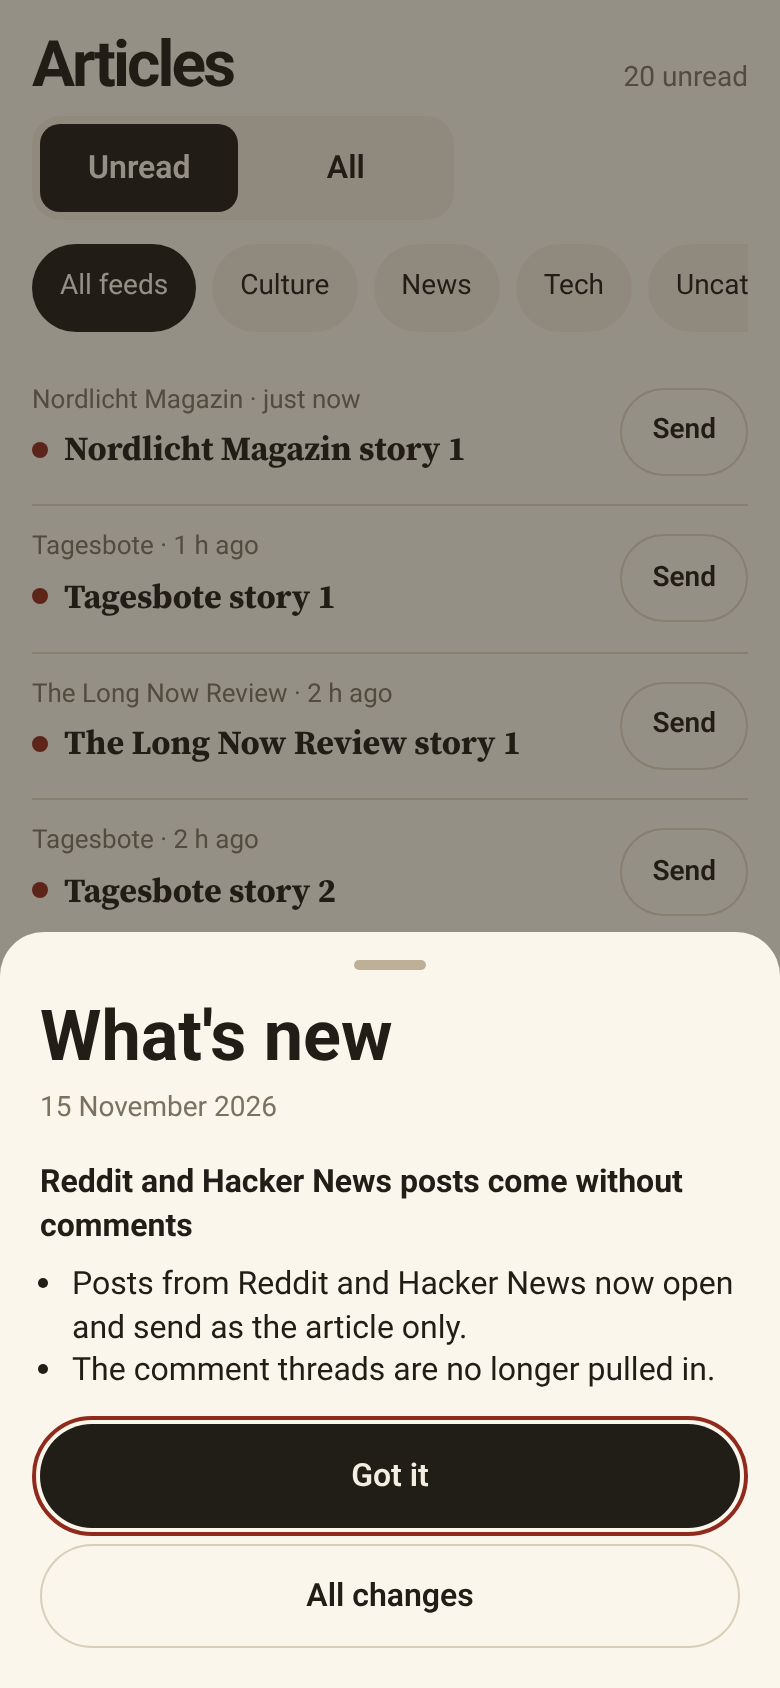 Articles
20 unread
Unread
All
All feeds
Culture
News
Tech
Uncat
Nordlicht Magazin · just now
Nordlicht Magazin story 1
Send
Tagesbote · 1 h ago
Tagesbote story 1
Send
The Long Now Review · 2 h ago
The Long Now Review story 1
Send
Tagesbote · 2 h ago
Tagesbote story 2
Send
What's new
15 November 2026
Reddit and Hacker News posts come without
comments
• Posts from Reddit and Hacker News now open
and send as the article only.
• The comment threads are no longer pulled in.
Got it
All changes